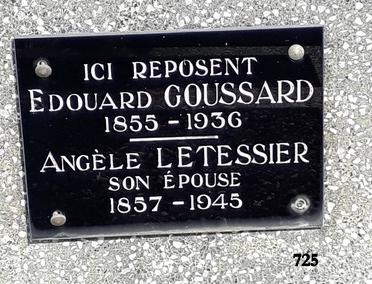 ICI REPOSENT
EDOUARD GOUSSARD
1855 - 1936
ANGÈLE LETESSIER
SON ÉPOUSE
1857 - 1945
725